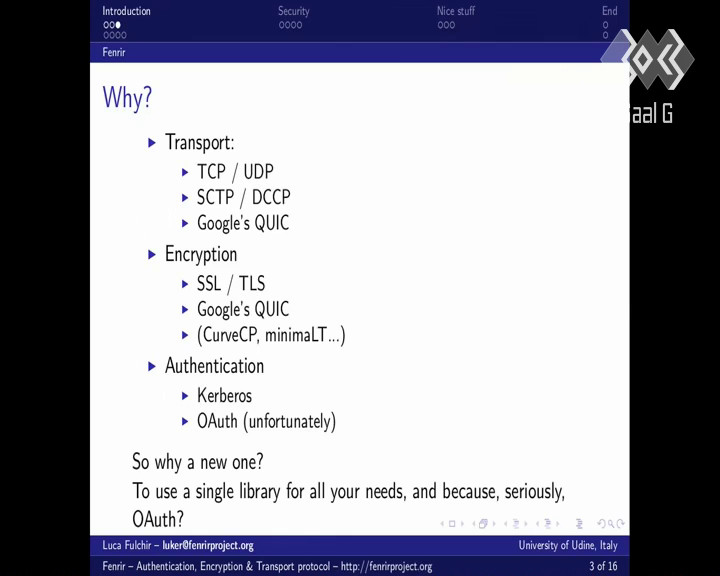 Introduction Security Nice stuff End
Fenrir
Why?
Transport:
TCP / UDP
SCTP / DCCP
Google's QUIC
Encryption
SSL / TLS
Google's QUIC
(CurveCP, minimaLT...)
Authentication
Kerberos
OAuth (unfortunately)
So why a new one?
To use a single library for all your needs, and because, seriously,
OAuth?
Luca Fulchir – luker@fenrirproject.org University of Udine, Italy
Fenrir – Authentication, Encryption & Transport protocol – http://fenrirproject.org 3 of 16
Saal G